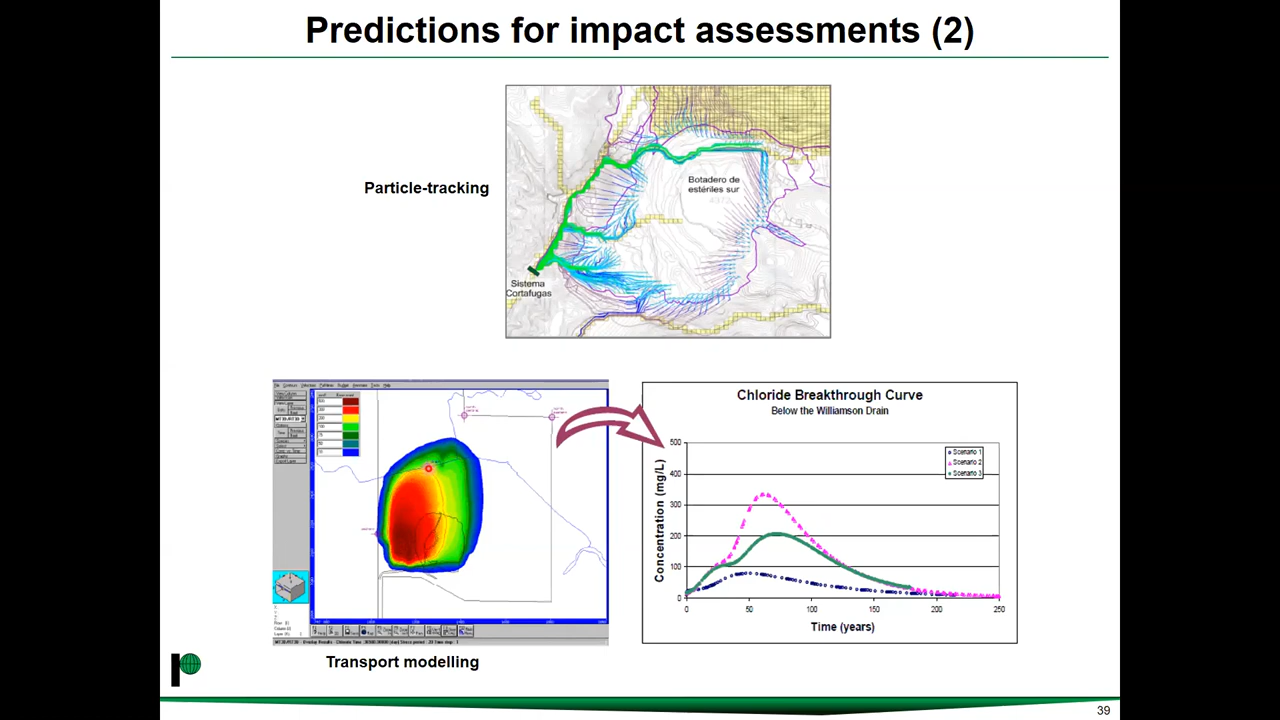 Predictions for impact assessments (2)
Particle-tracking
Botadero de
estériles sur
Sistema
Cortafugas
Chloride Breakthrough Curve
Below the Williamson Drain
Scenario 1
Scenario 2
Scenario 3
500
400
300
200
100
0
Concentration (mg/L)
0 50 100 150 200 250
Time (years)
Transport modelling
39